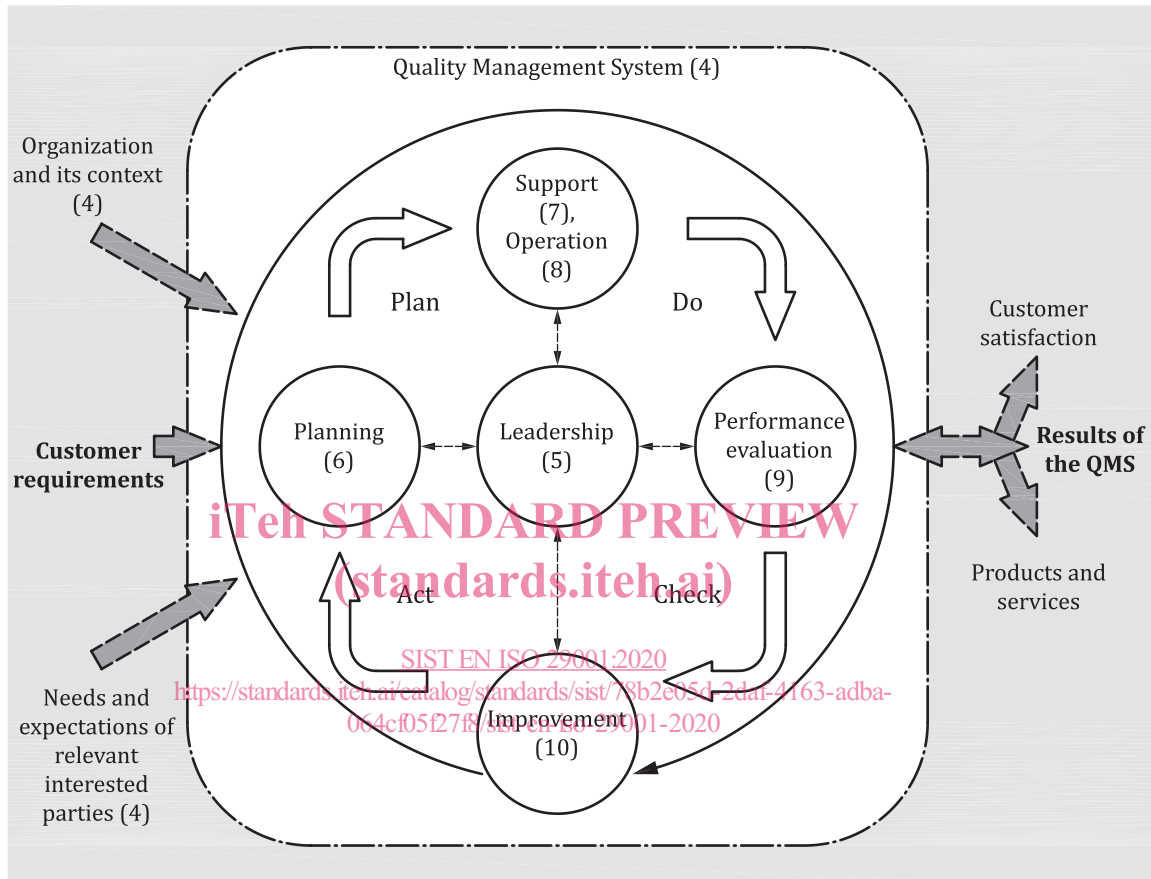 Quality Management System (4)
Organization
and its context
(4)
Support
(7),
Operation
(8)
Plan
Do
Customer
satisfaction
Planning
(6)
Leadership
(5)
Performance
evaluation
(9)
Customer
requirements
Results of
the QMS
iTeh STANDARD PREVIEW
(standards.iteh.ai)
Act
Check
Products and
services
SIST EN ISO 29001:2020
https://standards.iteh.ai/catalog/standards/sist/78b2e05d-2daf-4163-adba-
064cf05f27f8/sist-en-iso-29001-2020
Needs and
expectations of
relevant
interested
parties (4)
Improvement
(10)